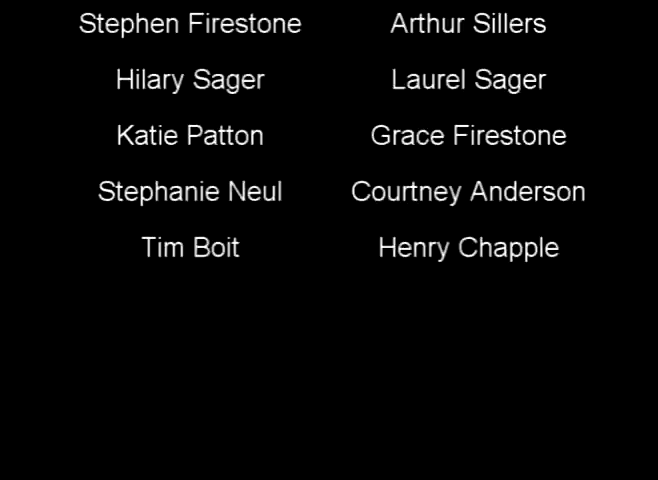 Stephen Firestone Arthur Sillers
Hilary Sager Laurel Sager
Katie Patton Grace Firestone
Stephanie Neul Courtney Anderson
Tim Boit Henry Chapple